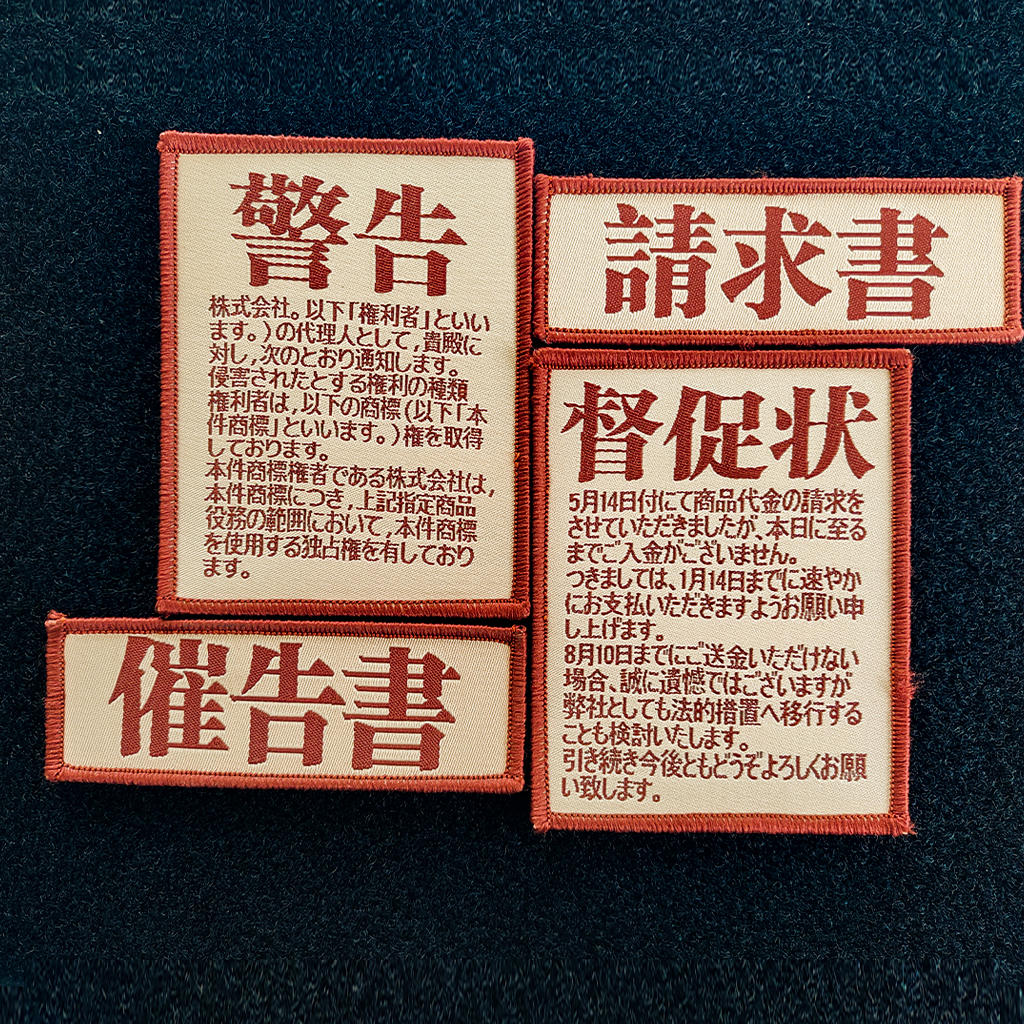 警告
株式会社。以下「権利者」といい
ます。)の代理人として,貴殿に
対し,次のとおり通知します。
侵害されたとする権利の種類
権利者は,以下の商標(以下「本
件商標」といいます。)権を取得
しております。
本件商標権者である株式会社は,
本件商標につき,上記指定商品
役務の範囲において,本件商標
を使用する独占権を有しており
ます。
催告書
請求書
督促状
5月14日付にて商品代金の請求を
させていただきましたが、本日に至る
までご入金がございません。
つきましては、1月14日までに速やか
にお支払いただきますようお願い申
し上げます。
8月10日までにご送金いただけない
場合、誠に遺憾ではございますが
弊社としても法的措置へ移行する
ことも検討いたします。
引き続き今後ともどうぞよろしくお願
い致します。